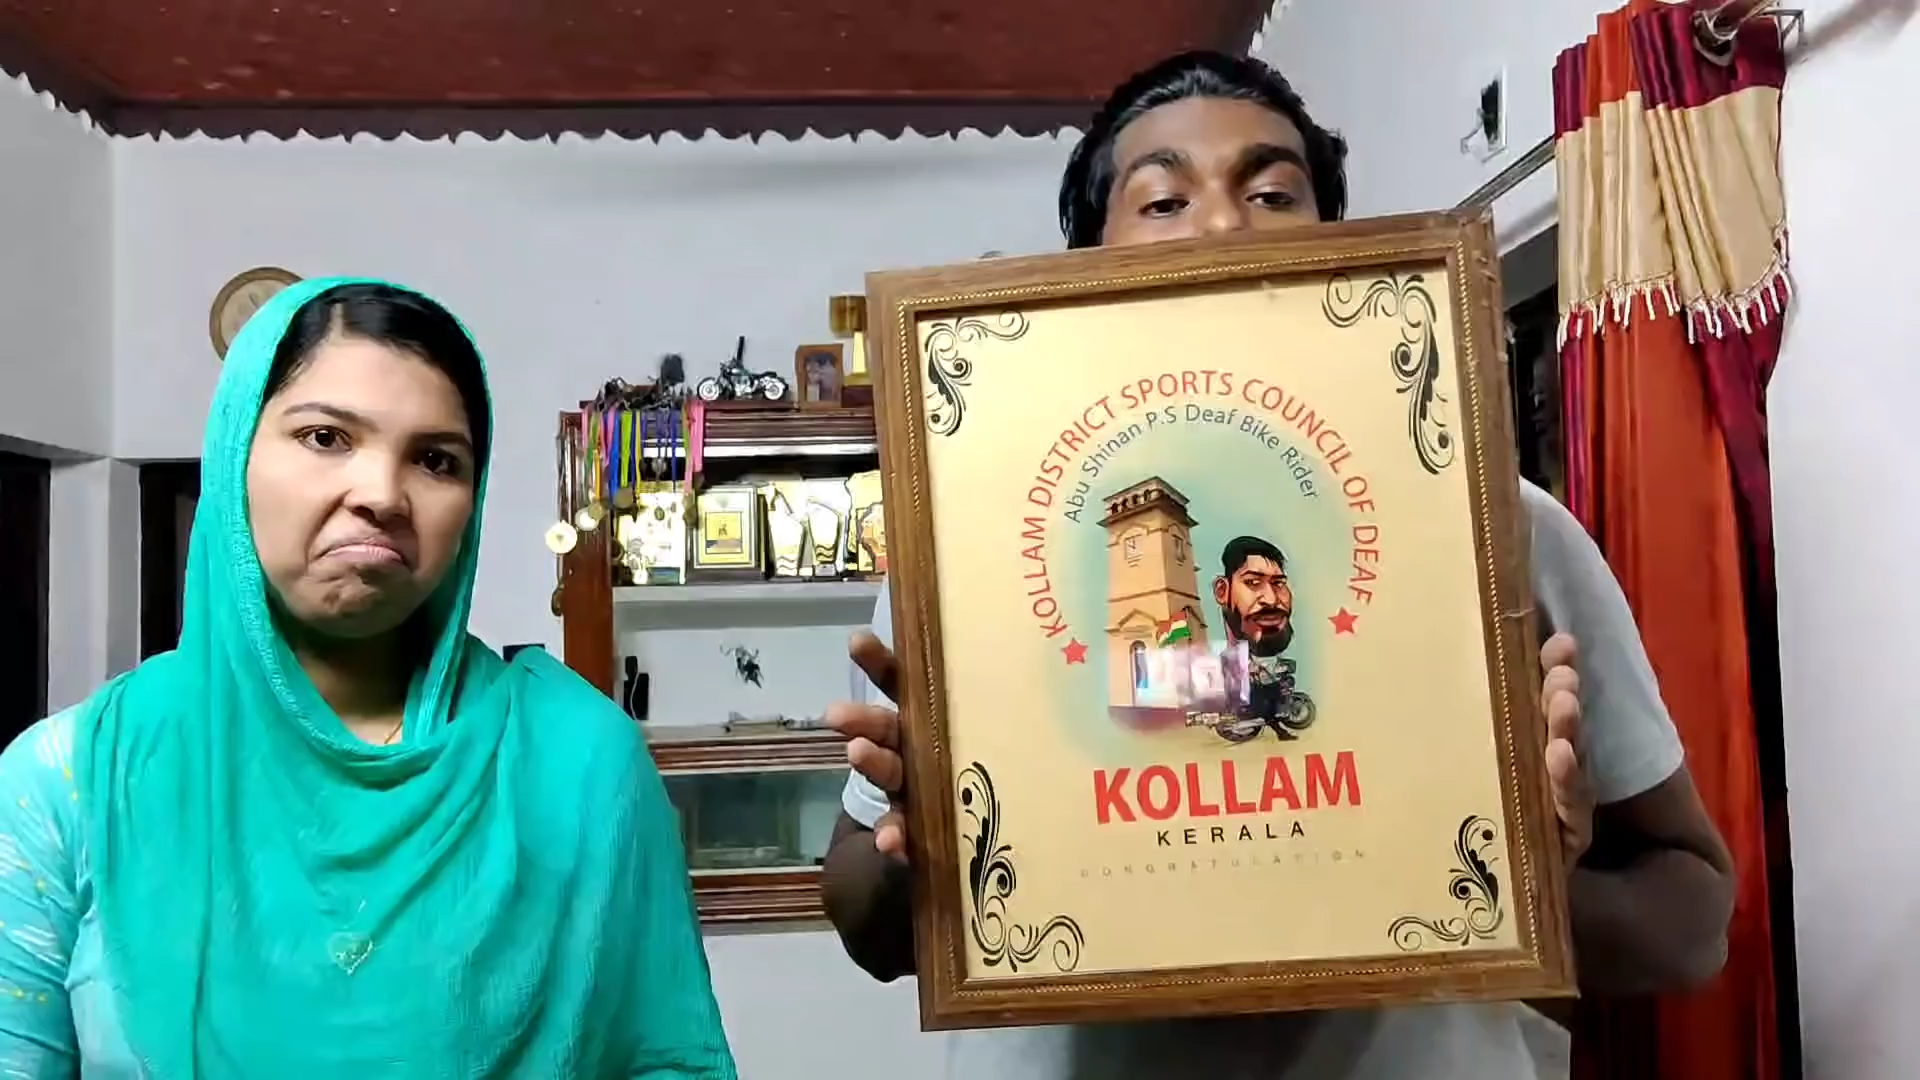 KOLLAM DISTRICT SPORTS COUNCIL OF DEAF
Abu Shinan P.S Deaf Bike Rider
KOLLAM
KERALA
CONGRATULATION